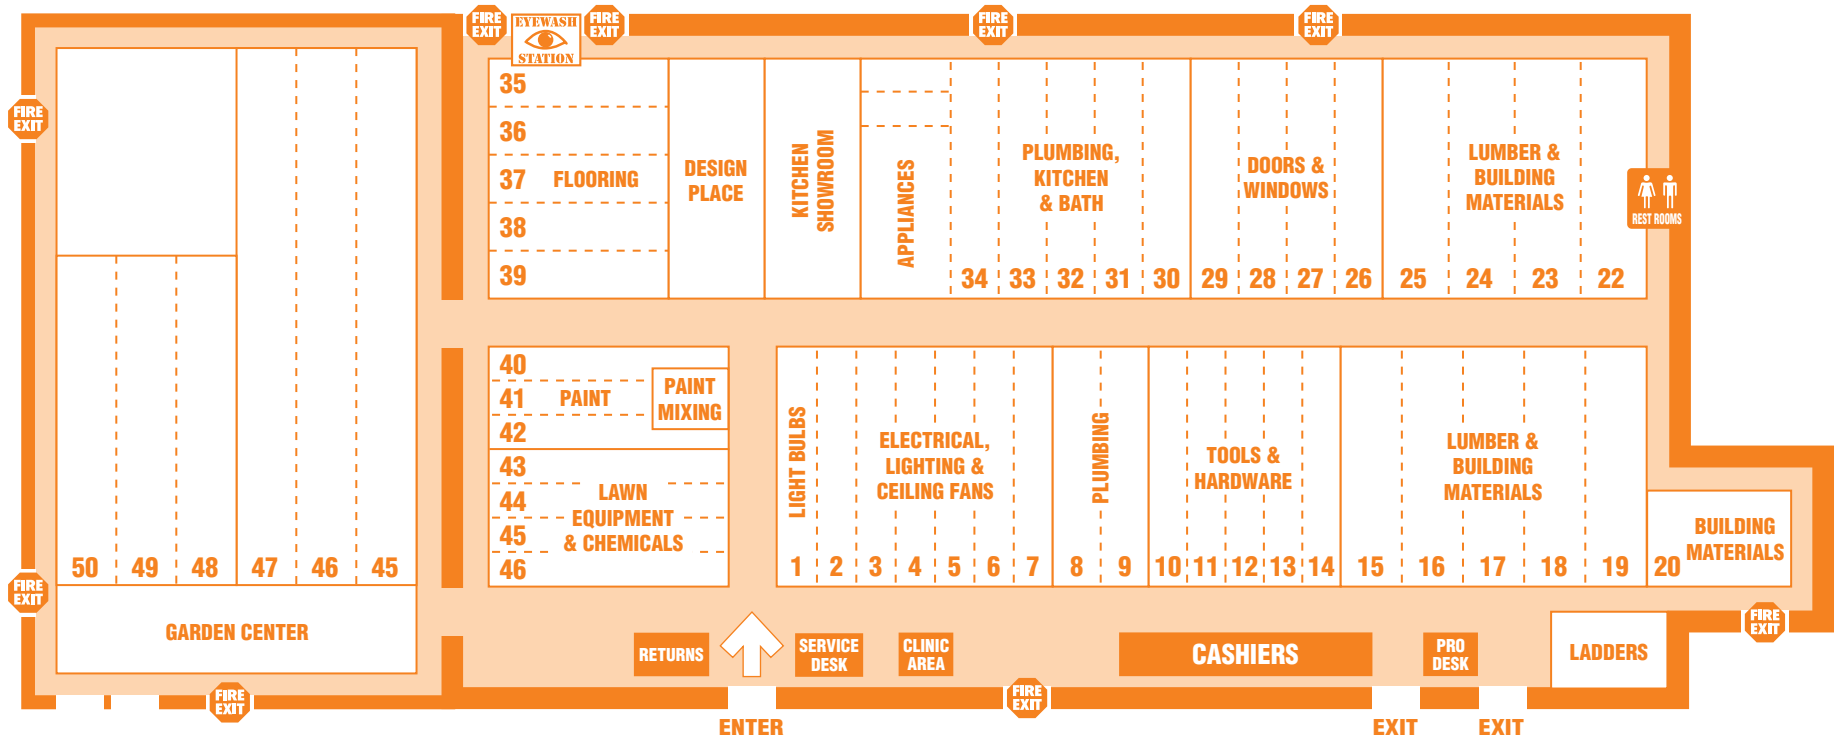 FIRE
EXIT
EYEWASH
STATION
FIRE
EXIT
FIRE
EXIT
FIRE
EXIT
FIRE
EXIT
35
36
37 FLOORING
38
39
DESIGN
PLACE
KITCHEN
SHOWROOM
APPLIANCES
PLUMBING,
KITCHEN
& BATH
34 33 32 31 30
DOORS &
WINDOWS
29 28 27 26
LUMBER &
BUILDING
MATERIALS
25 24 23 22
REST ROOMS
40
41 PAINT
42
PAINT
MIXING
43
44
45
46
LAWN
EQUIPMENT
& CHEMICALS
LIGHT BULBS
ELECTRICAL,
LIGHTING &
CEILING FANS
1 2 3 4 5 6 7
PLUMBING
8 9
TOOLS &
HARDWARE
10 11 12 13 14
LUMBER &
BUILDING
MATERIALS
15 16 17 18 19
BUILDING
MATERIALS
20
50 49 48 47 46 45
FIRE
EXIT
GARDEN CENTER
RETURNS
SERVICE
DESK
CLINIC
AREA
CASHIERS
PRO
DESK
LADDERS
FIRE
EXIT
FIRE
EXIT
FIRE
EXIT
ENTER
EXIT
EXIT